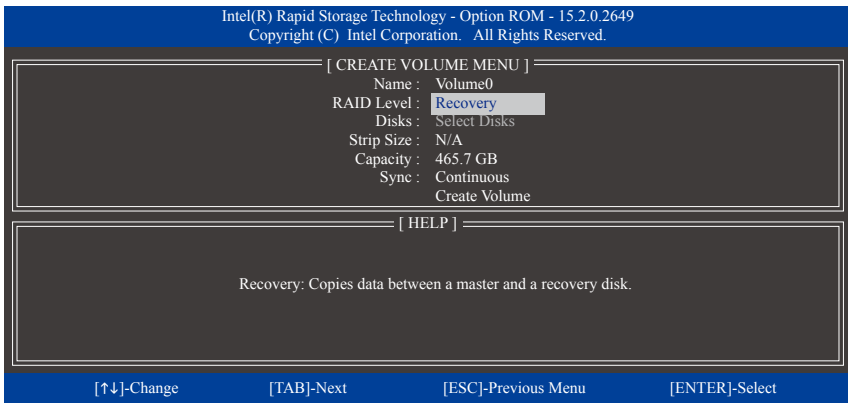 Intel(R) Rapid Storage Technology - Option ROM - 15.2.0.2649
Copyright (C) Intel Corporation. All Rights Reserved.
[ CREATE VOLUME MENU ]
Name : Volume0
RAID Level : Recovery
Disks : Select Disks
Strip Size : N/A
Capacity : 465.7 GB
Sync : Continuous
Create Volume
[ HELP ]
Recovery: Copies data between a master and a recovery disk.
[↑↓]-Change [TAB]-Next [ESC]-Previous Menu [ENTER]-Select